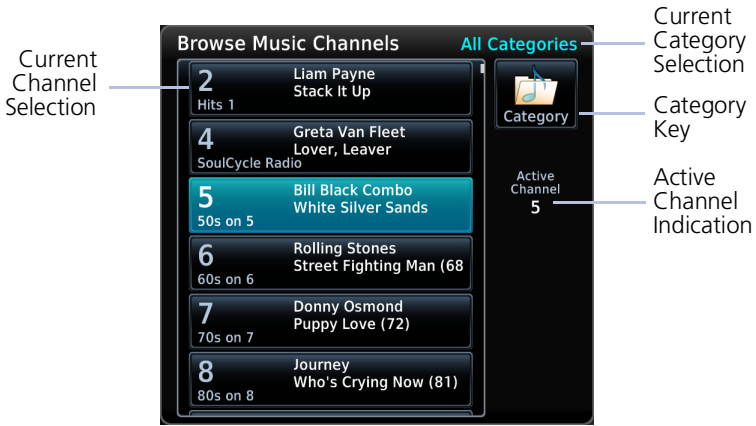 Current
Channel
Selection
Browse Music Channels
All Categories
2
Hits 1
Liam Payne
Stack It Up
4
SoulCycle Radio
Greta Van Fleet
Lover, Leaver
5
50s on 5
Bill Black Combo
White Silver Sands
6
60s on 6
Rolling Stones
Street Fighting Man (68
7
70s on 7
Donny Osmond
Puppy Love (72)
8
80s on 8
Journey
Who's Crying Now (81)
Category
Active
Channel
5
Current
Category
Selection
Category
Key
Active
Channel
Indication